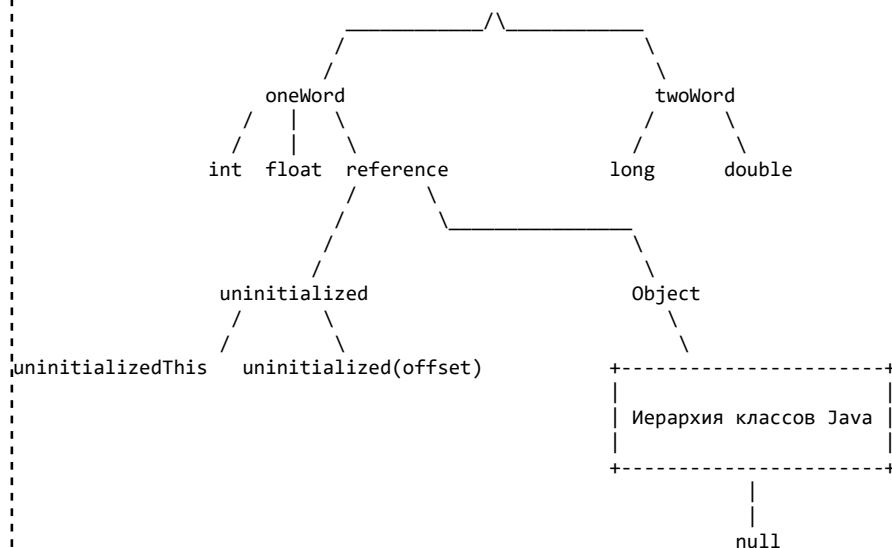 oneWord twoWord
int float reference long double
uninitialized Object
uninitializedThis uninitialized(offset)
Иерархия классов Java
null